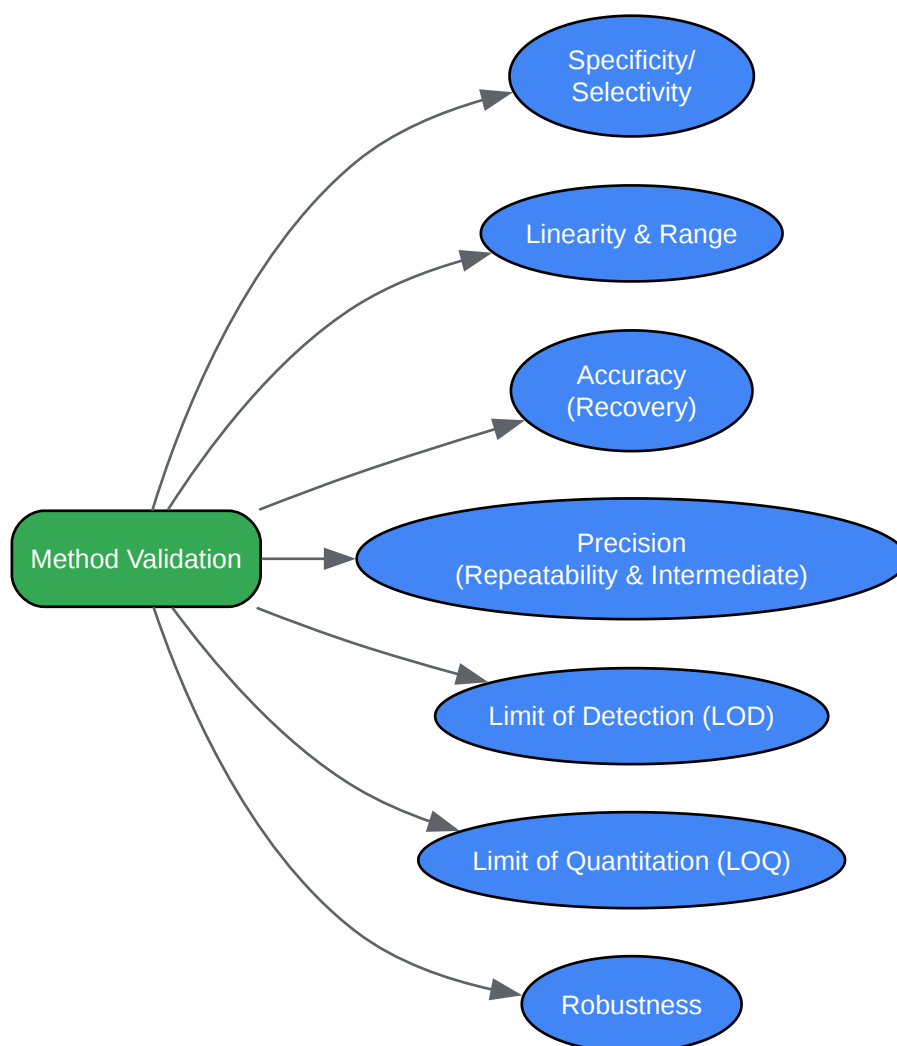 Specificity/
Selectivity
Linearity & Range
Accuracy
(Recovery)
Method Validation
Precision
(Repeatability & Intermediate)
Limit of Detection (LOD)
Limit of Quantitation (LOQ)
Robustness